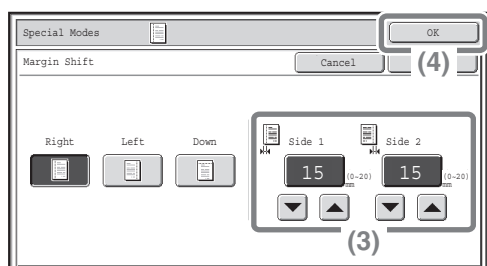 Special Modes OK
Margin Shift Cancel (4)
Right Left Down Side 1 Side 2
15 (0~20) mm 15 (0~20) mm
(3)